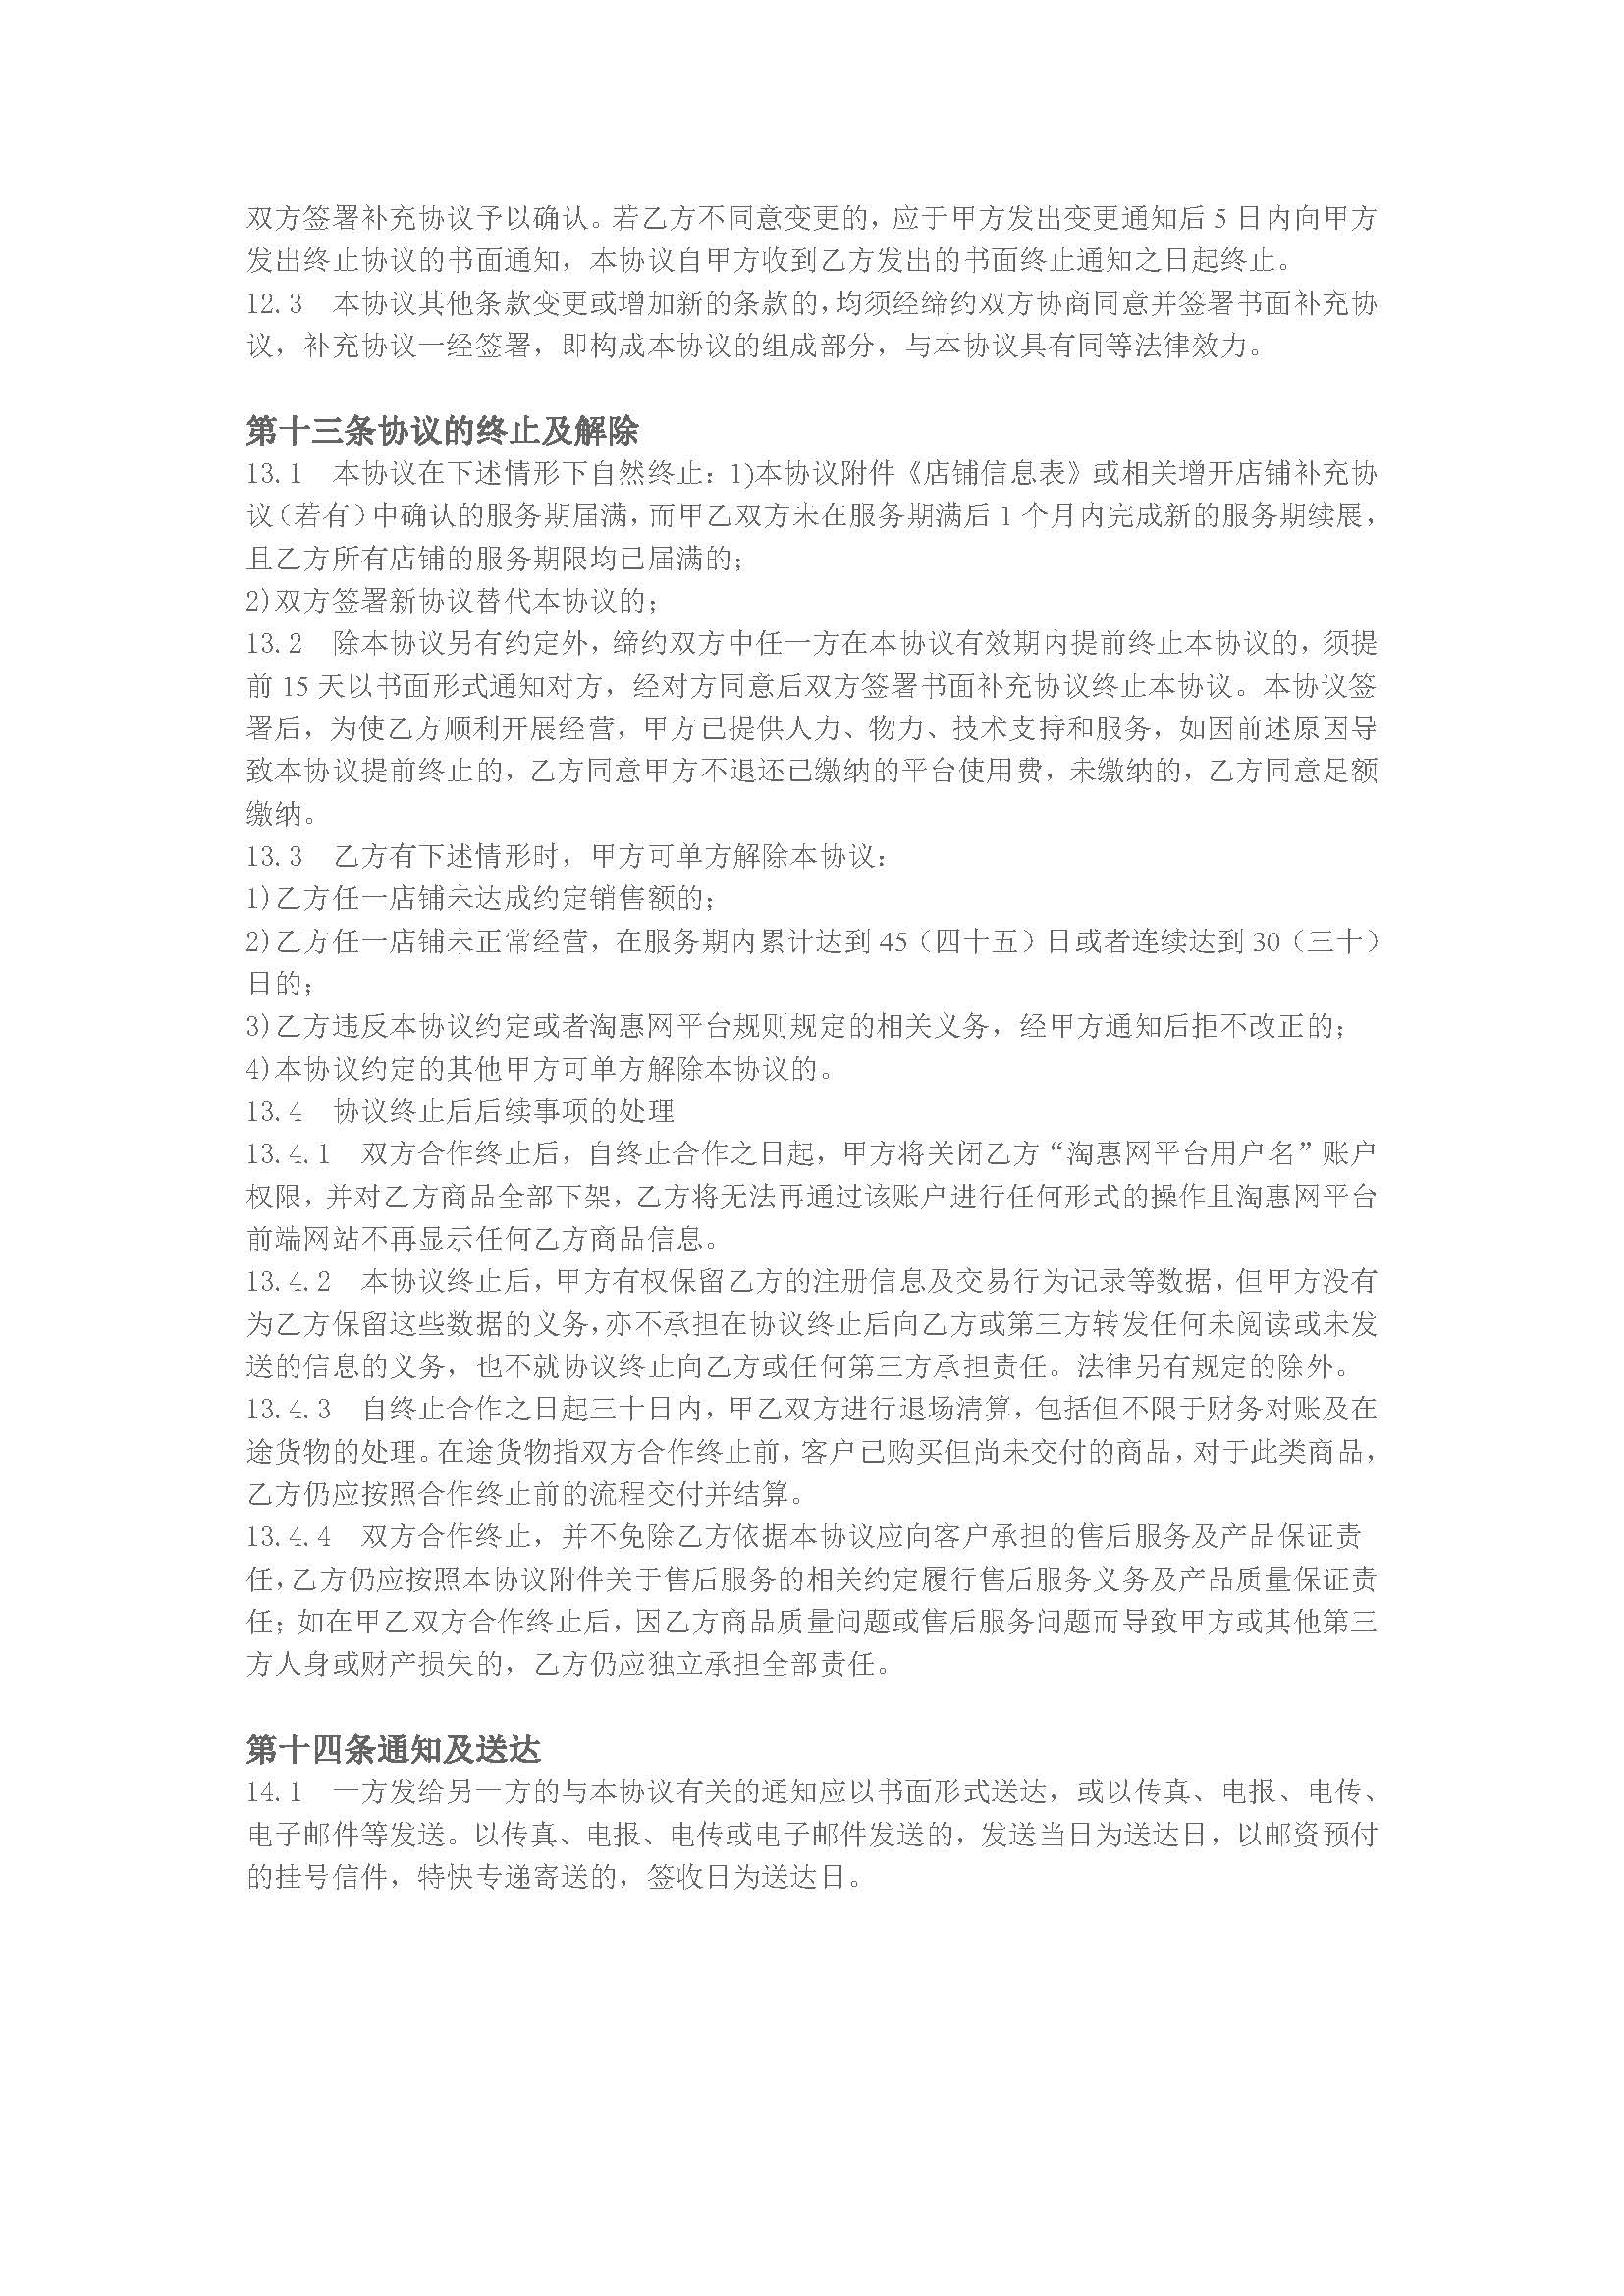 双方签署补充协议予以确认。若乙方不同意变更的，应于甲方发出变更通知后 5 日内向甲方
发出终止协议的书面通知，本协议自甲方收到乙方发出的书面终止通知之日起终止。
12.3　本协议其他条款变更或增加新的条款的，均须经缔约双方协商同意并签署书面补充协
议，补充协议一经签署，即构成本协议的组成部分，与本协议具有同等法律效力。
第十三条协议的终止及解除
13.1　本协议在下述情形下自然终止：1)本协议附件《店铺信息表》或相关增开店铺补充协
议（若有）中确认的服务期届满，而甲乙双方未在服务期满后 1 个月内完成新的服务期续展，
且乙方所有店铺的服务期限均已届满的；
2)双方签署新协议替代本协议的；
13.2　除本协议另有约定外，缔约双方中任一方在本协议有效期内提前终止本协议的，须提
前 15 天以书面形式通知对方，经对方同意后双方签署书面补充协议终止本协议。本协议签
署后，为使乙方顺利开展经营，甲方已提供人力、物力、技术支持和服务，如因前述原因导
致本协议提前终止的，乙方同意甲方不退还已缴纳的平台使用费，未缴纳的，乙方同意足额
缴纳。
13.3　乙方有下述情形时，甲方可单方解除本协议：
1)乙方任一店铺未达成约定销售额的；
2)乙方任一店铺未正常经营，在服务期内累计达到 45（四十五）日或者连续达到 30（三十）
日的；
3)乙方违反本协议约定或者淘惠网平台规则规定的相关义务，经甲方通知后拒不改正的；
4)本协议约定的其他甲方可单方解除本协议的。
13.4　协议终止后后续事项的处理
13.4.1　双方合作终止后，自终止合作之日起，甲方将关闭乙方“淘惠网平台用户名”账户
权限，并对乙方商品全部下架，乙方将无法再通过该账户进行任何形式的操作且淘惠网平台
前端网站不再显示任何乙方商品信息。
13.4.2　本协议终止后，甲方有权保留乙方的注册信息及交易行为记录等数据，但甲方没有
为乙方保留这些数据的义务，亦不承担在协议终止后向乙方或第三方转发任何未阅读或未发
送的信息的义务，也不就协议终止向乙方或任何第三方承担责任。法律另有规定的除外。
13.4.3　自终止合作之日起三十日内，甲乙双方进行退场清算，包括但不限于财务对账及在
途货物的处理。在途货物指双方合作终止前，客户已购买但尚未交付的商品，对于此类商品，
乙方仍应按照合作终止前的流程交付并结算。
13.4.4　双方合作终止，并不免除乙方依据本协议应向客户承担的售后服务及产品保证责
任，乙方仍应按照本协议附件关于售后服务的相关约定履行售后服务义务及产品质量保证责
任；如在甲乙双方合作终止后，因乙方商品质量问题或售后服务问题而导致甲方或其他第三
方人身或财产损失的，乙方仍应独立承担全部责任。
第十四条通知及送达
14.1　一方发给另一方的与本协议有关的通知应以书面形式送达，或以传真、电报、电传、
电子邮件等发送。以传真、电报、电传或电子邮件发送的，发送当日为送达日，以邮资预付
的挂号信件，特快专递寄送的，签收日为送达日。